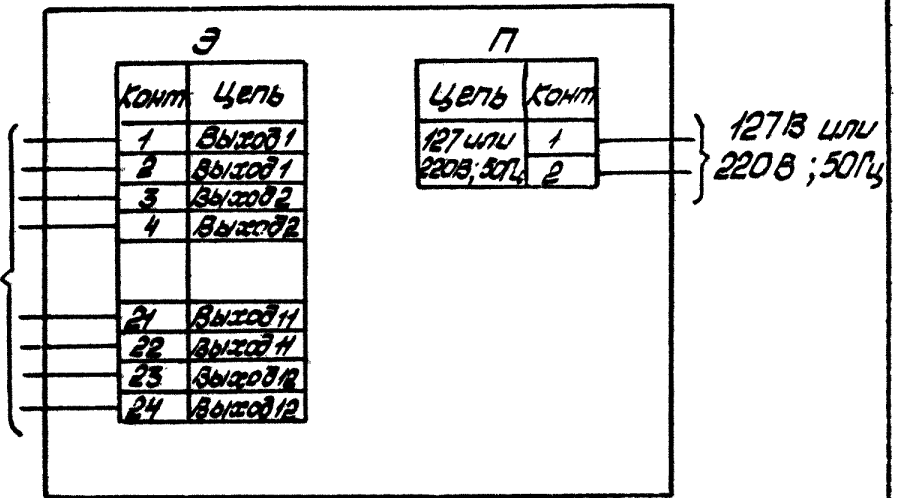 Э
Конт Цепь
1 Выход 1
2 Выход 1
3 Выход 2
4 Выход 2
21 Выход 11
22 Выход 11
23 Выход 12
24 Выход 12
П
Цепь Конт
127 или 1
220В; 50Гц 2
127В или
220В; 50Гц